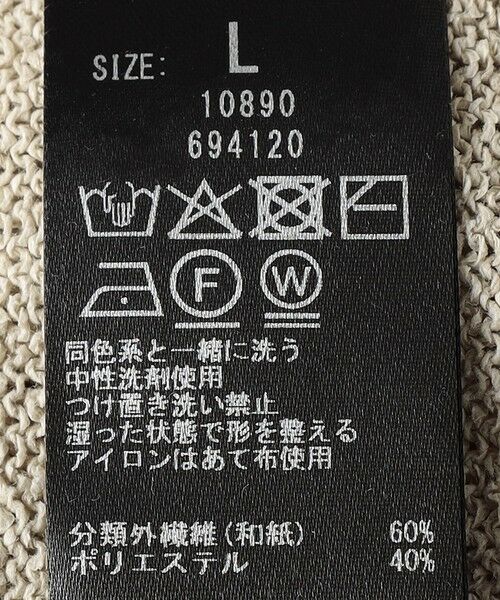 SIZE: L
10890
694120
F W
同色系と一緒に洗う
中性洗剤使用
つけ置き洗い禁止
湿った状態で形を整える
アイロンはあて布使用
分類外繊維(和紙) 60%
ポリエステル 40%